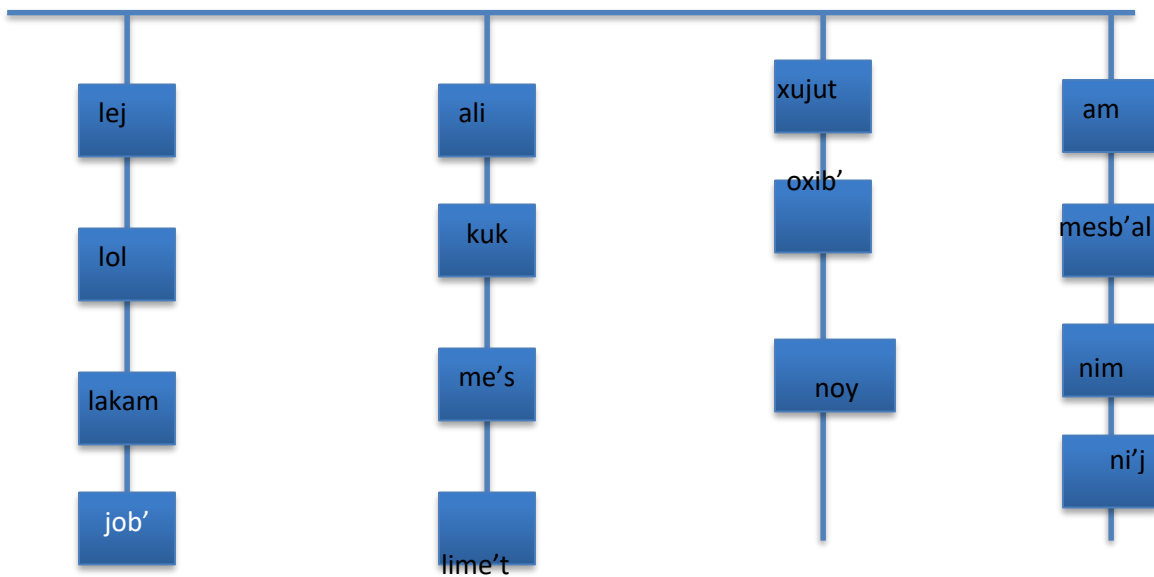 lej
lol
lakam
job’
ali
kuk
me’s
lime’t
xujut
oxib’
noy
am
mesb’al
nim
ni’j